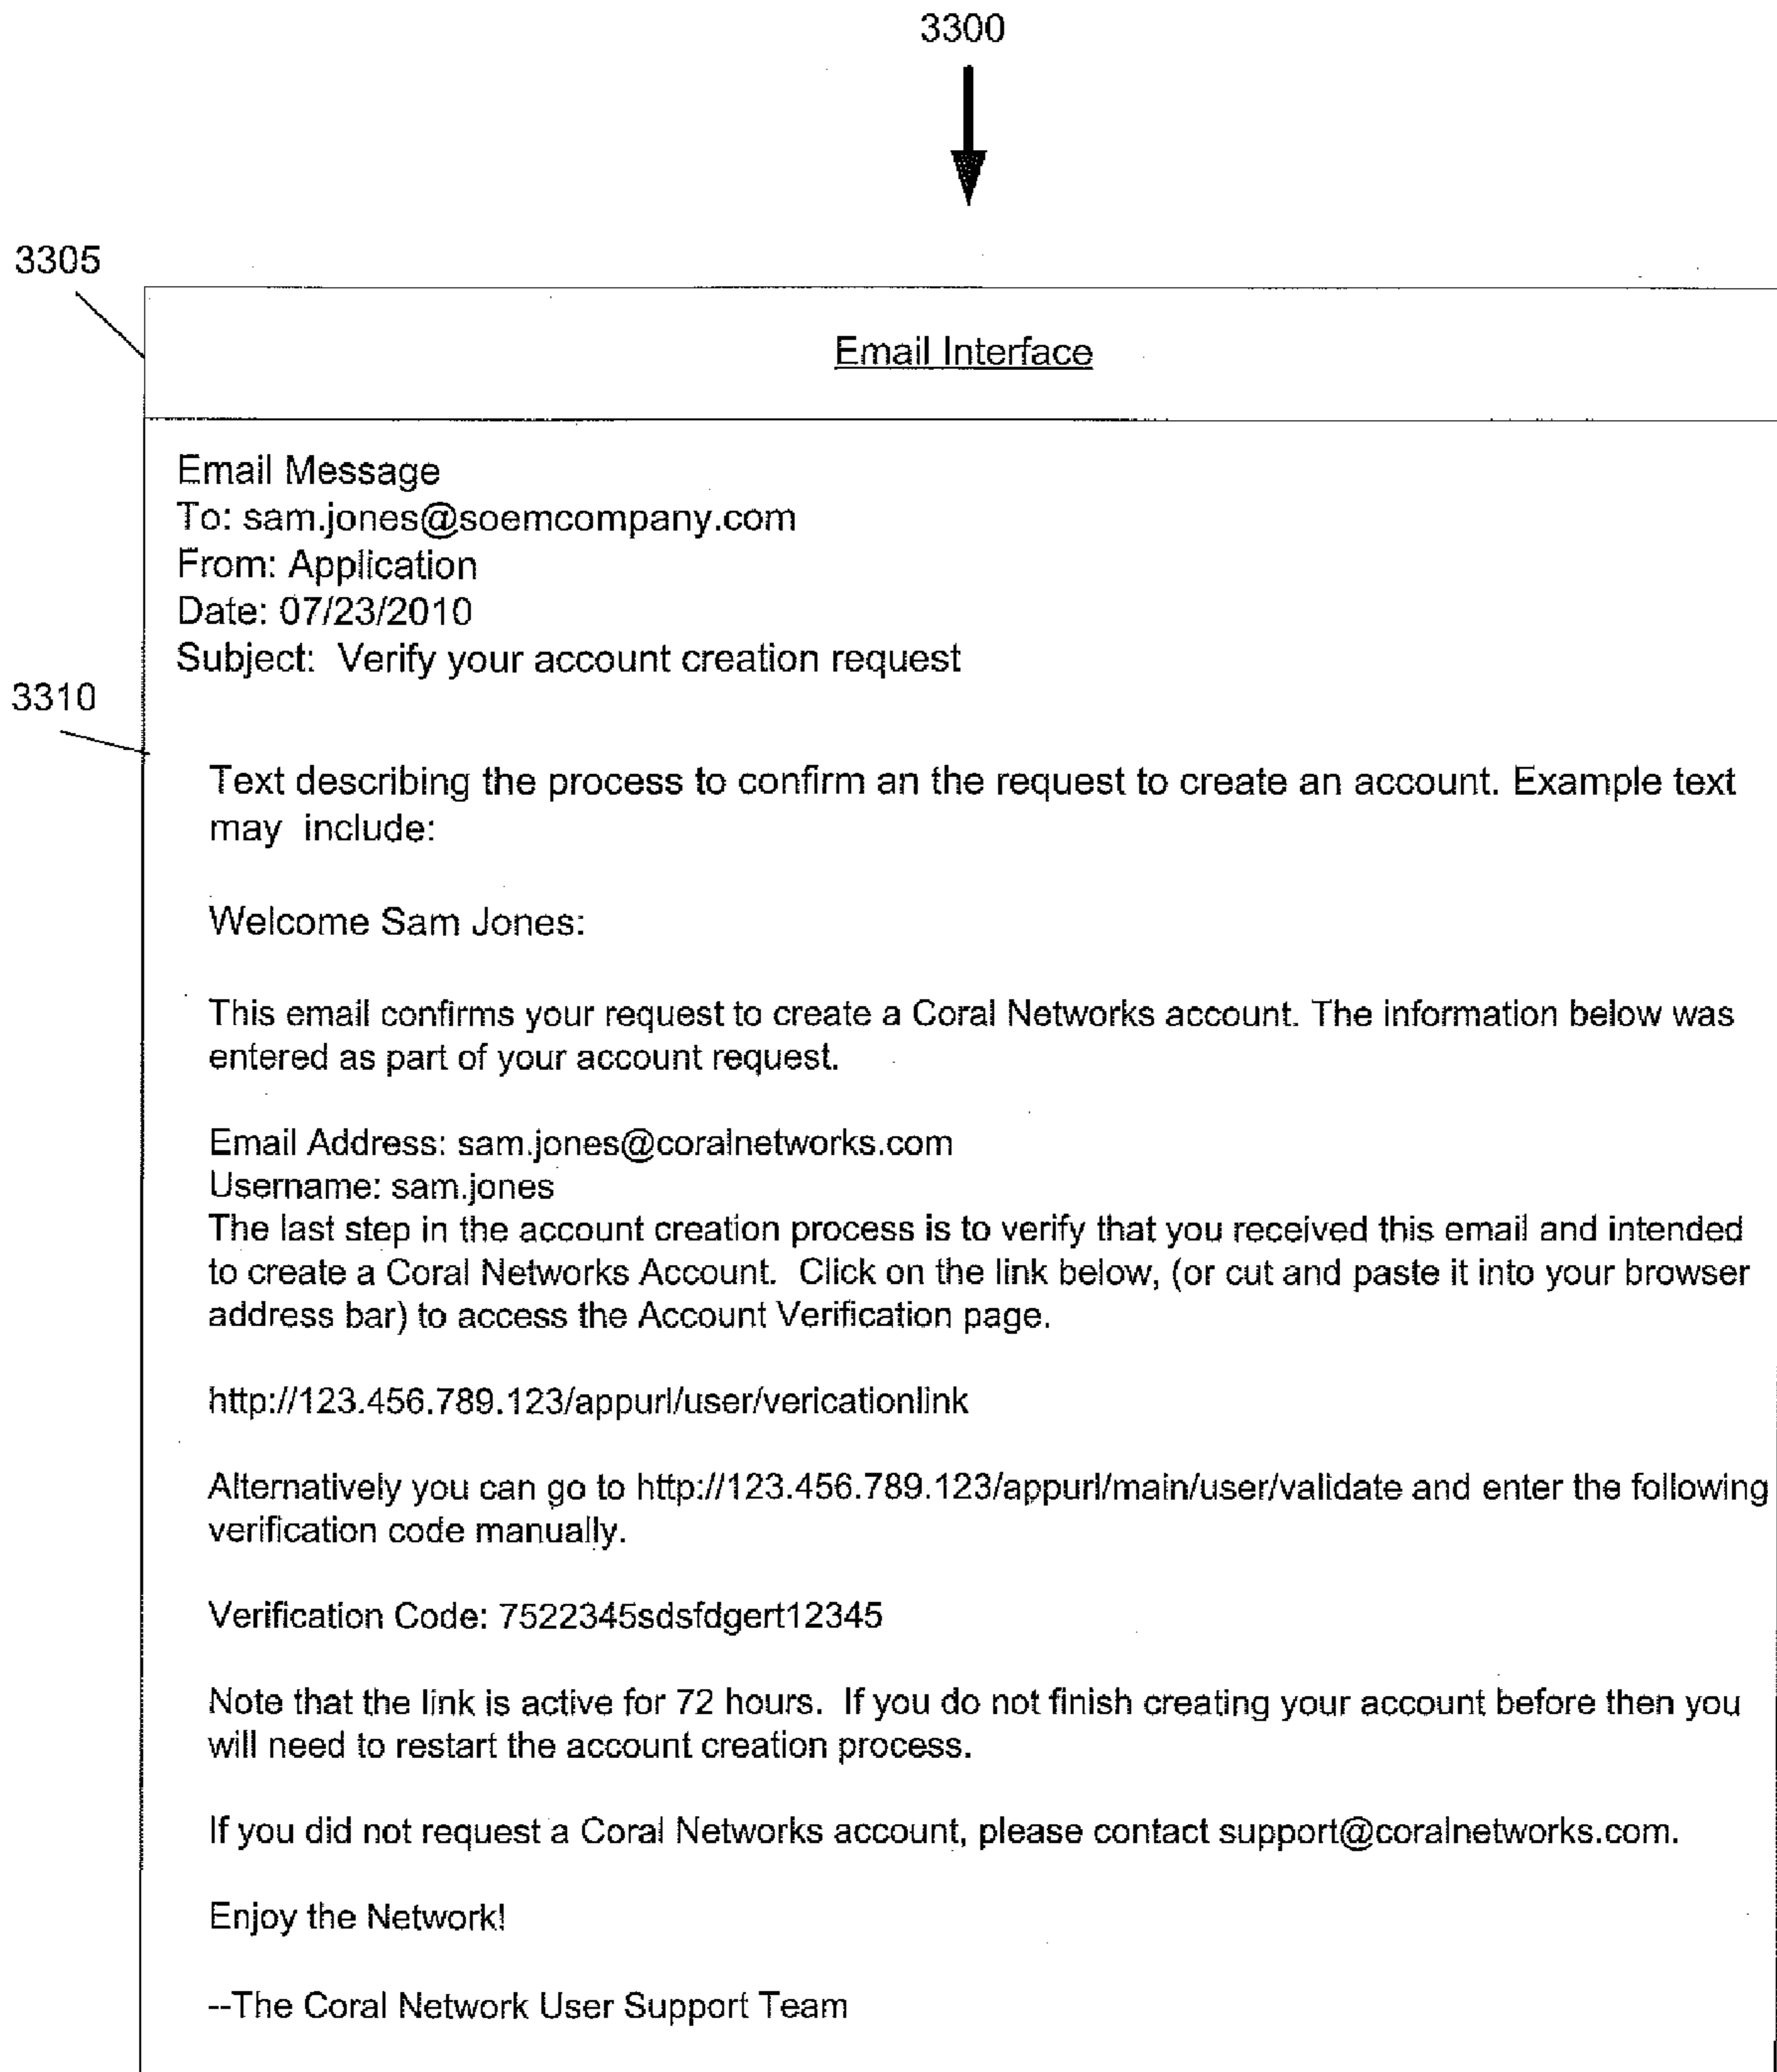 3300
3305
Email Interface
Email Message
To: sam.jones@soemcompany.com
From: Application
Date: 07/23/2010
Subject: Verify your account creation request
3310
Text describing the process to confirm an the request to create an account. Example text
may include:
Welcome Sam Jones:
This email confirms your request to create a Coral Networks account. The information below was
entered as part of your account request.
Email Address: sam.jones@coralnetworks.com
Username: sam.jones
The last step in the account creation process is to verify that you received this email and intended
to create a Coral Networks Account. Click on the link below, (or cut and paste it into your browser
address bar) to access the Account Verification page.
http://123.456.789.123/appurl/user/vericationlink
Alternatively you can go to http://123.456.789.123/appurl/main/user/validate and enter the following
verification code manually.
Verification Code: 7522345sdsfdgert12345
Note that the link is active for 72 hours. If you do not finish creating your account before then you
will need to restart the account creation process.
If you did not request a Coral Networks account, please contact support@coralnetworks.com.
Enjoy the Network!
--The Coral Network User Support Team